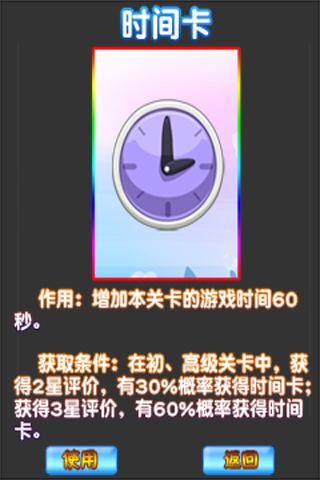 时间卡
作用：增加本关卡的游戏时间60
秒。
获取条件：在初、高级关卡中，获
得2星评价，有30%概率获得时间卡；
获得3星评价，有60%概率获得时间
卡。
使用
返回